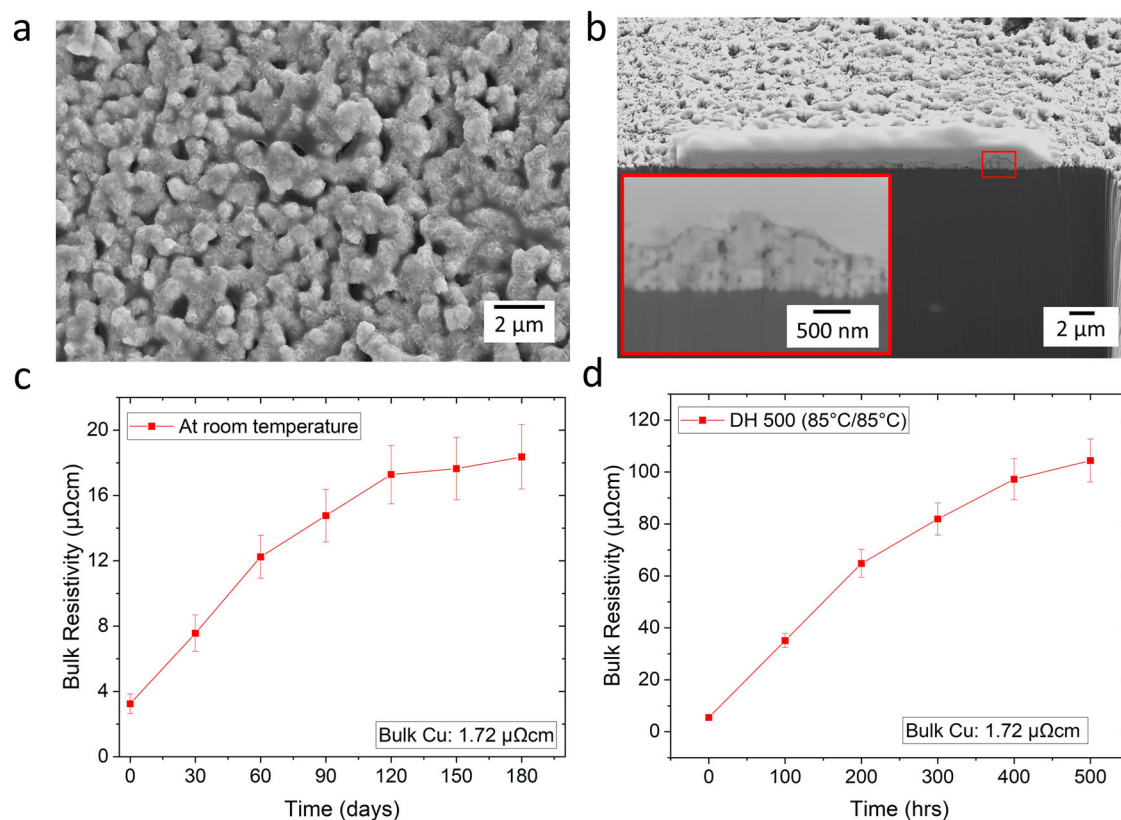 a
2 μm
b
500 nm
2 μm
c
At room temperature
20
16
12
8
4
0
Bulk Resistivity (μΩcm)
Bulk Cu: 1.72 μΩcm
0 30 60 90 120 150 180
Time (days)
d
DH 500 (85°C/85°C)
120
100
80
60
40
20
0
Bulk Resistivity (μΩcm)
Bulk Cu: 1.72 μΩcm
0 100 200 300 400 500
Time (hrs)